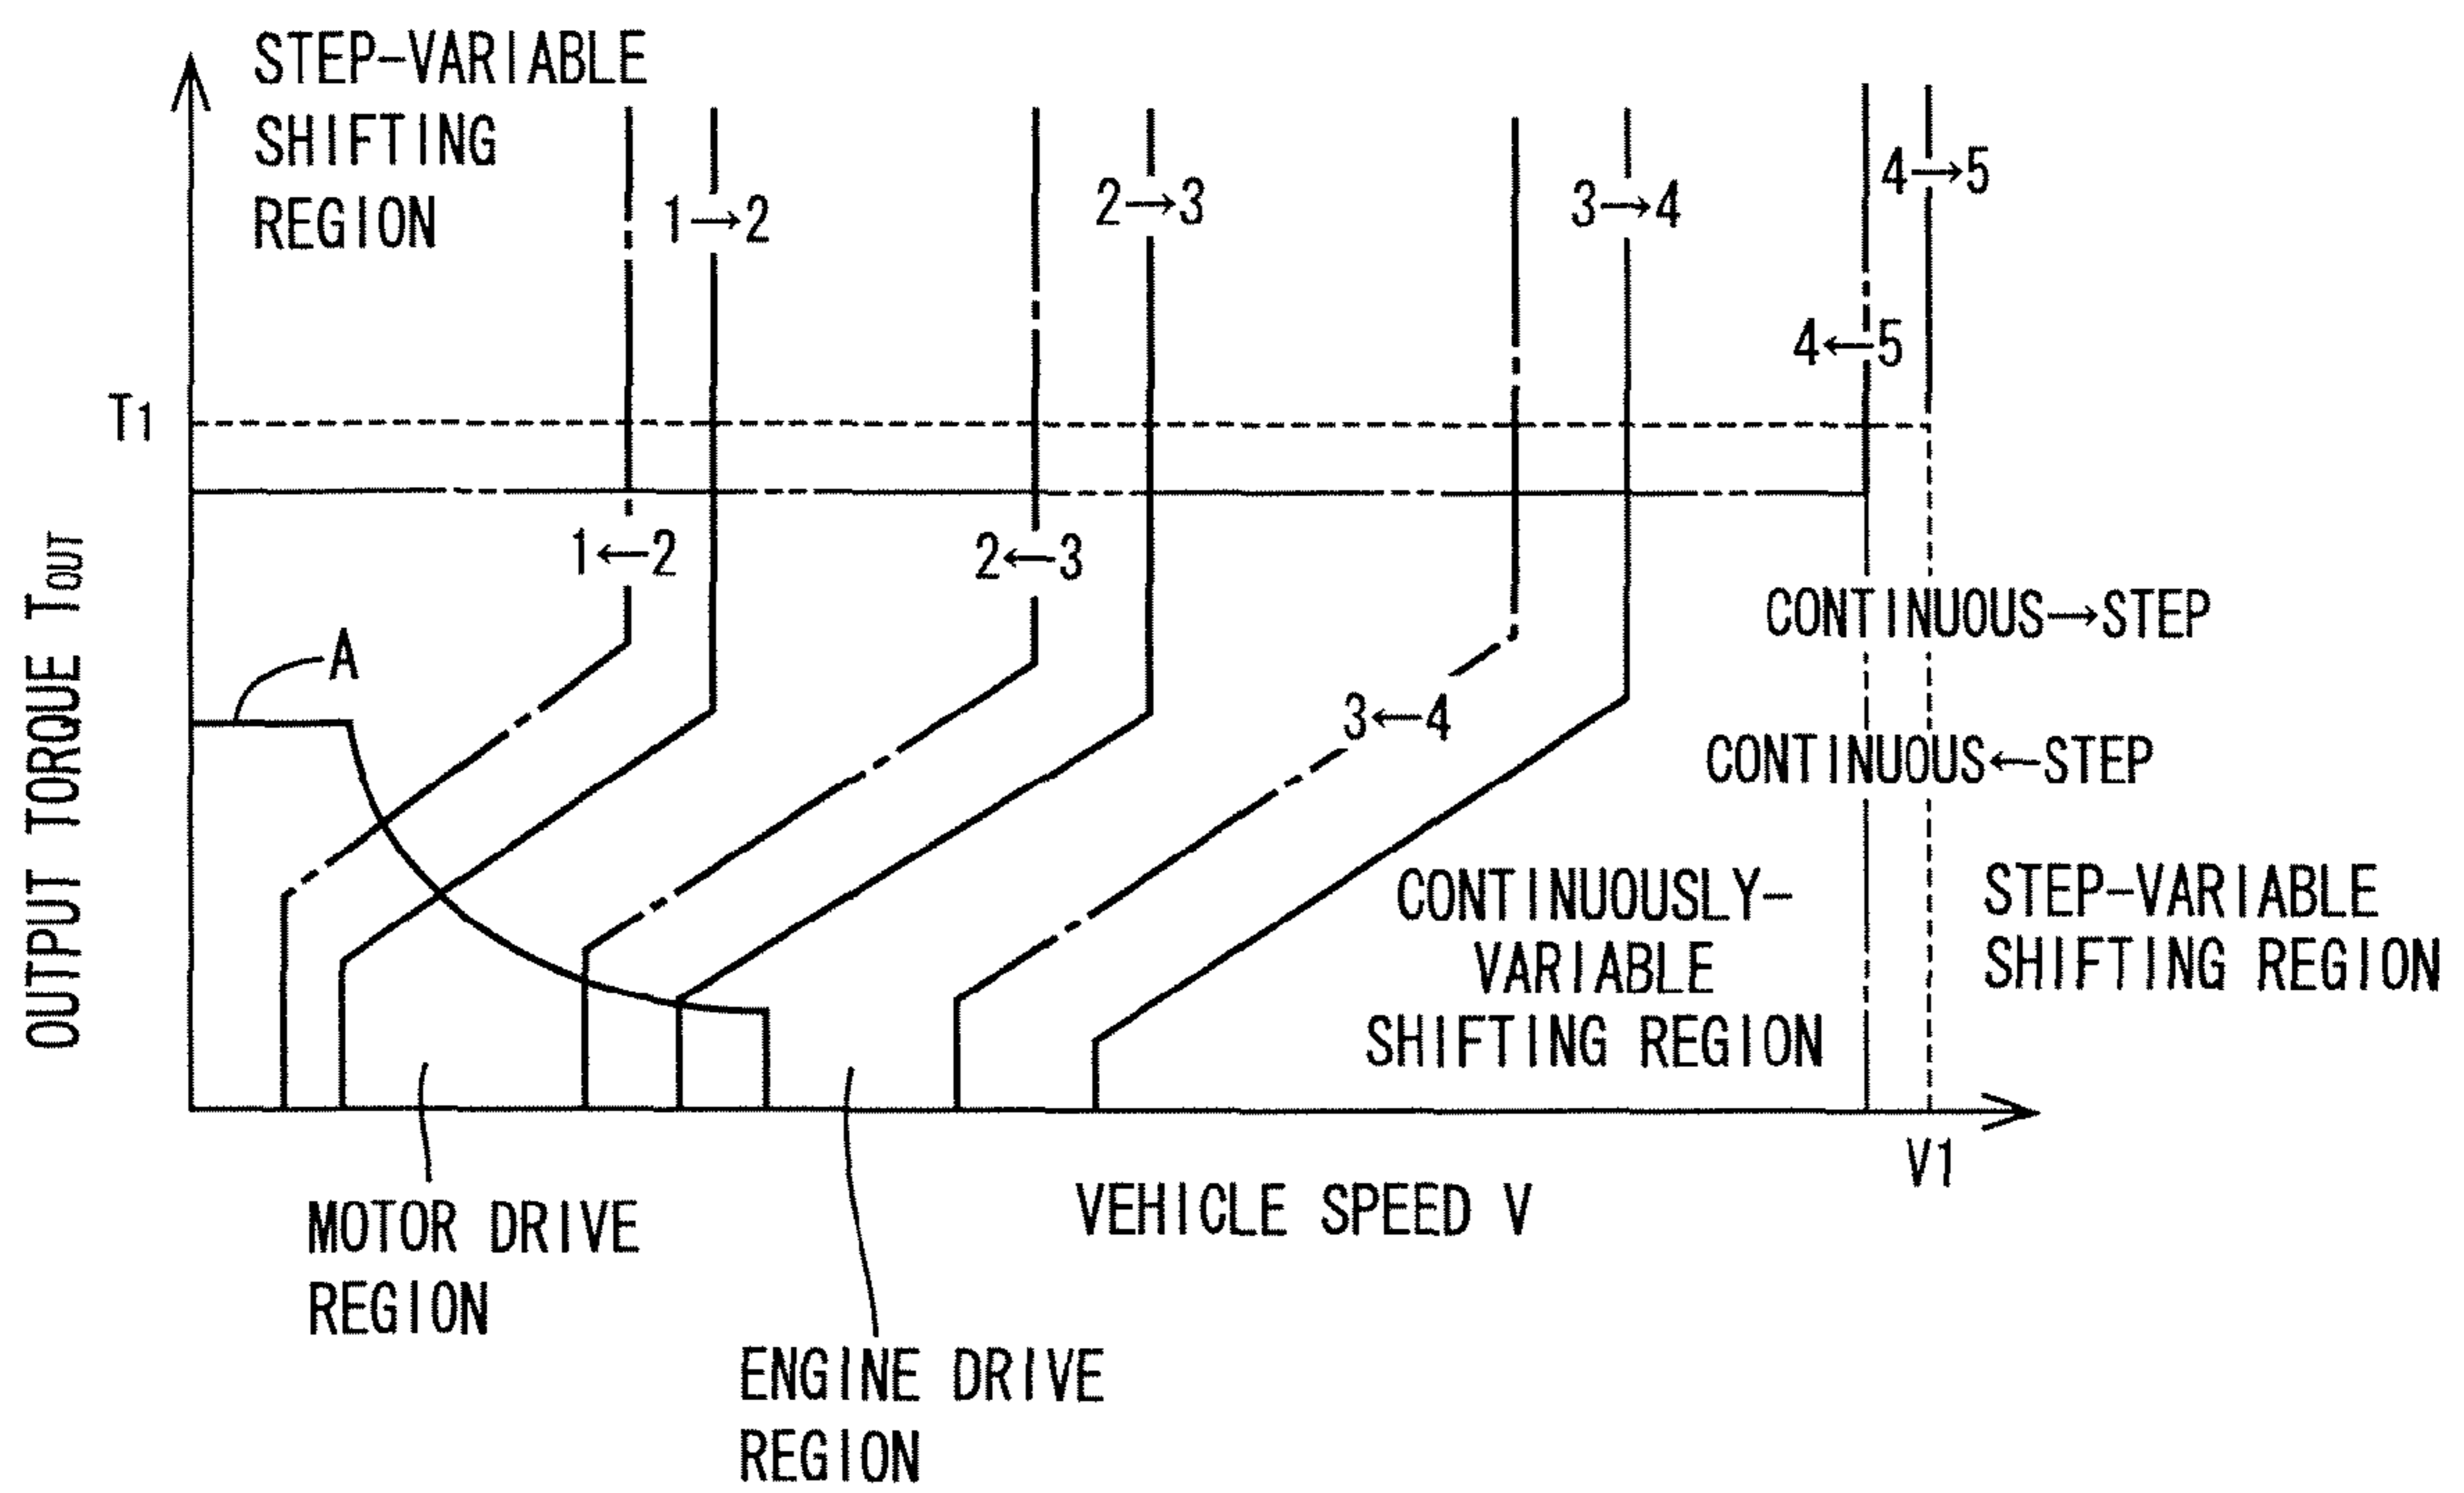 STEP-VARIABLE
SHIFTING
REGION
1→2
2→3
3→4
4→5
4←5
T1
1←2
2←3
CONTINUOUS→STEP
A
3←4
CONTINUOUS←STEP
OUTPUT TORQUE TOUT
CONTINUOUSLY-
VARIABLE
SHIFTING REGION
STEP-VARIABLE
SHIFTING REGION
V1
VEHICLE SPEED V
MOTOR DRIVE
REGION
ENGINE DRIVE
REGION